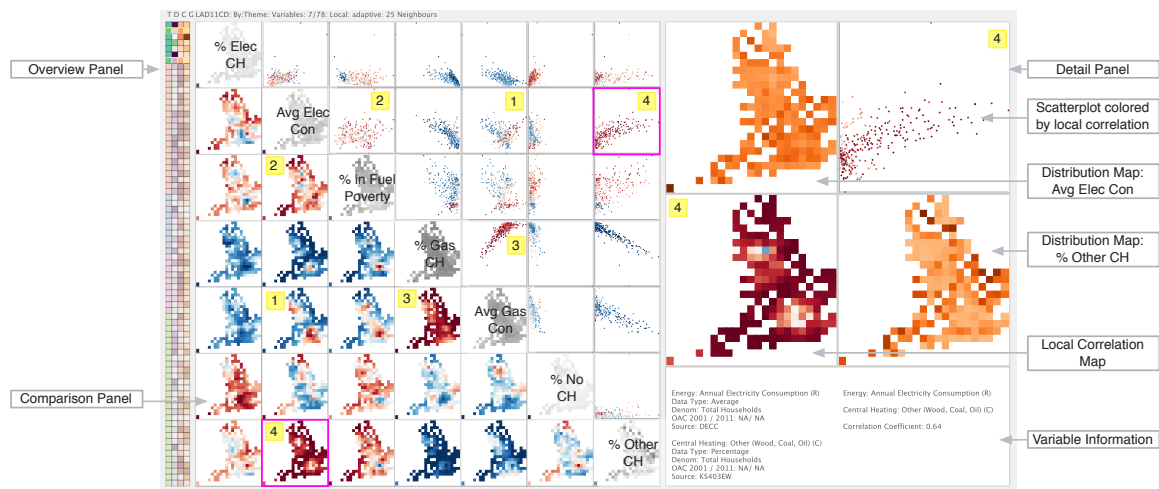 T D C G LAD11CD: By:Theme: Variables: 7/78: Local: adaptive: 25 Neighbours
Overview Panel
Comparison Panel
% Elec
CH
Avg Elec
Con
2
1
4
2
% in Fuel
Poverty
% Gas
CH
3
1
3
Avg Gas
Con
% No
CH
4
% Other
CH
4
4
Detail Panel
Scatterplot colored
by local correlation
Distribution Map:
Avg Elec Con
Distribution Map:
% Other CH
Local Correlation
Map
Variable Information
Energy: Annual Electricity Consumption (R)
Data Type: Average
Denom: Total Households
OAC 2001 / 2011: NA/ NA
Source: DECC
Central Heating: Other (Wood, Coal, Oil) (C)
Data Type: Percentage
Denom: Total Households
OAC 2001 / 2011: NA/ NA
Source: KS403EW
Energy: Annual Electricity Consumption (R)
Central Heating: Other (Wood, Coal, Oil) (C)
Correlation Coefficient: 0.64